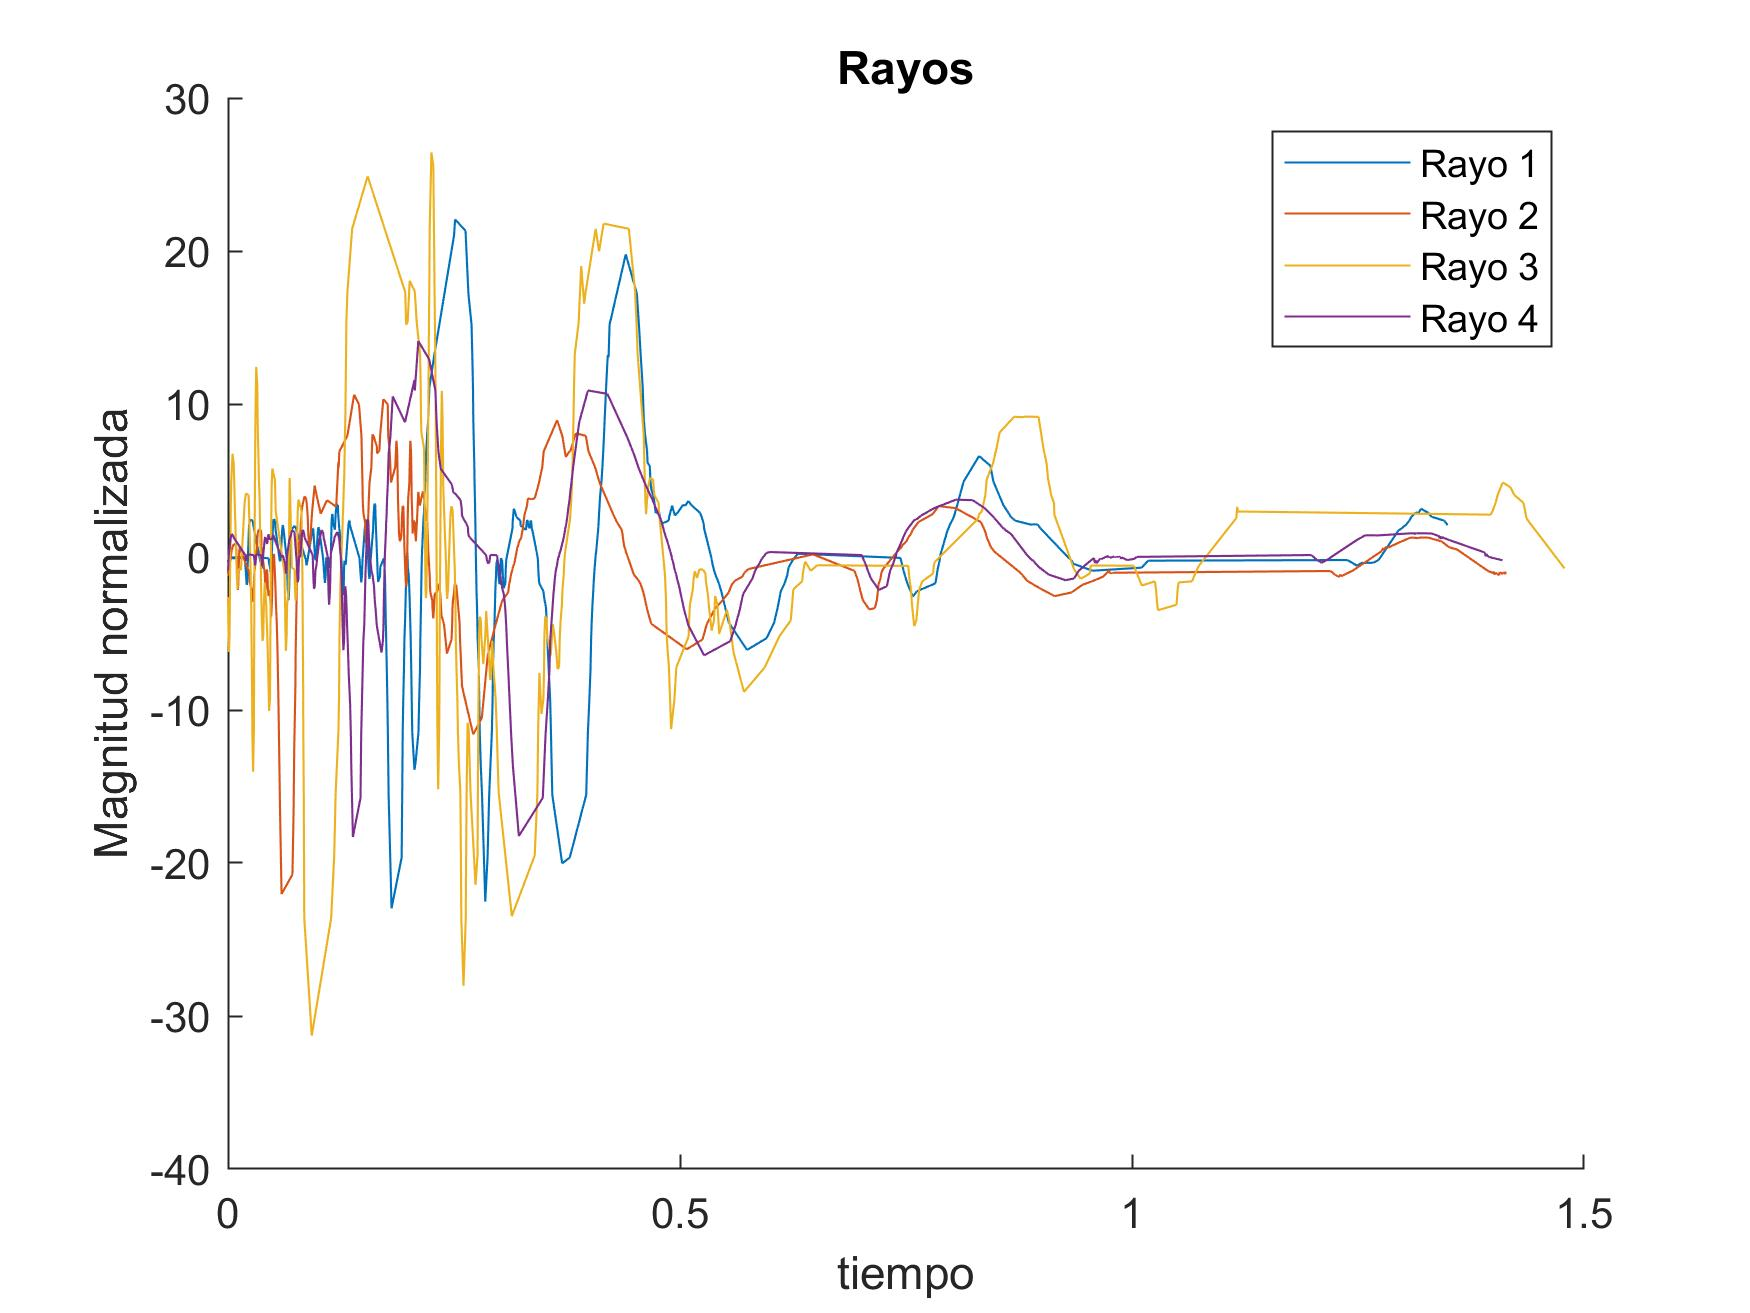 Rayos
30
20
10
0
-10
-20
-30
-40
Magnitud normalizada
Rayo 1
Rayo 2
Rayo 3
Rayo 4
0 0.5 1 1.5
tiempo